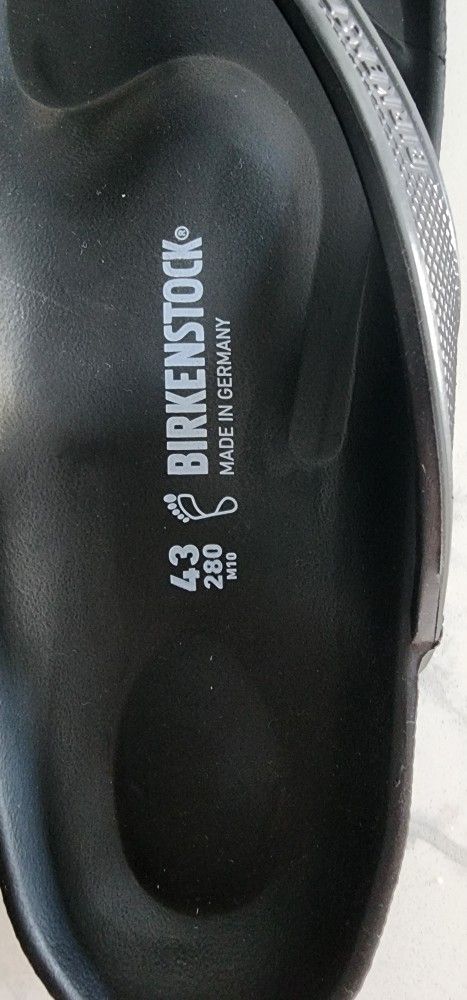 BIRKENSTOCK®
MADE IN GERMANY
43
280
M10